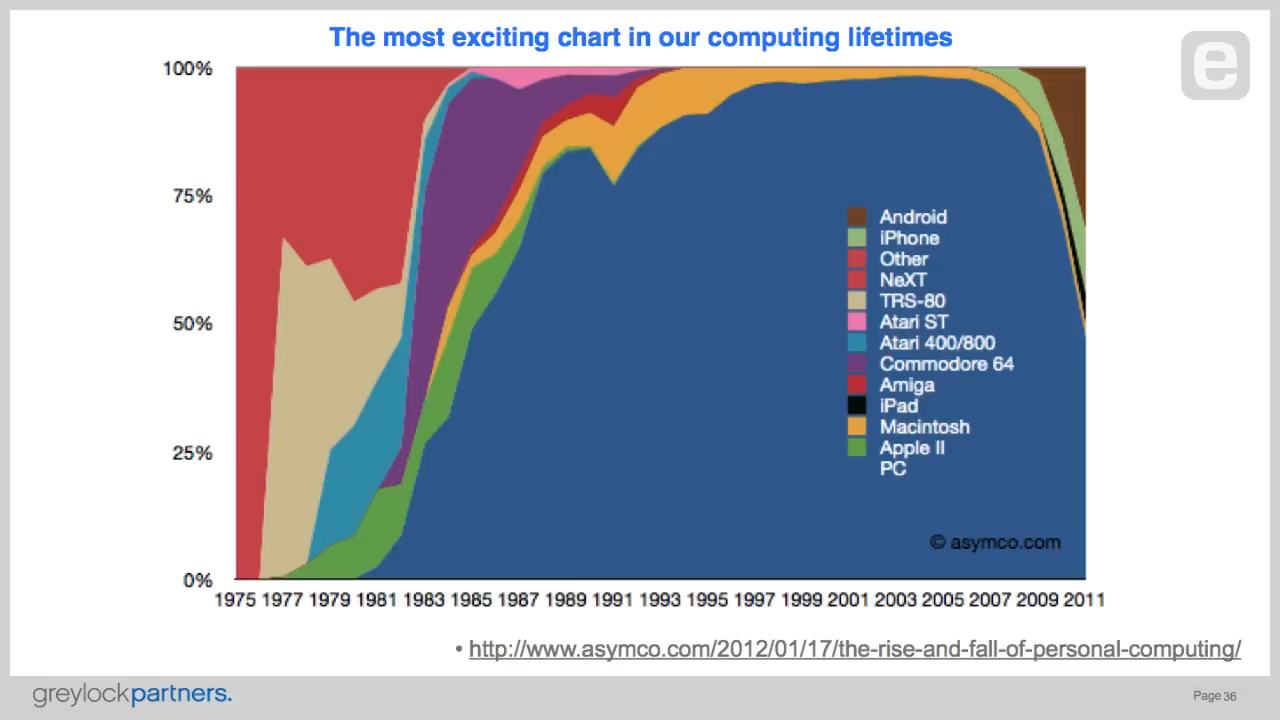 The most exciting chart in our computing lifetimes
e
100%
75%
50%
25%
0%
Android
iPhone
Other
NeXT
TRS-80
Atari ST
Atari 400/800
Commodore 64
Amiga
iPad
Macintosh
Apple II
PC
© asymco.com
1975 1977 1979 1981 1983 1985 1987 1989 1991 1993 1995 1997 1999 2001 2003 2005 2007 2009 2011
• http://www.asymco.com/2012/01/17/the-rise-and-fall-of-personal-computing/
greylockpartners.
Page 36